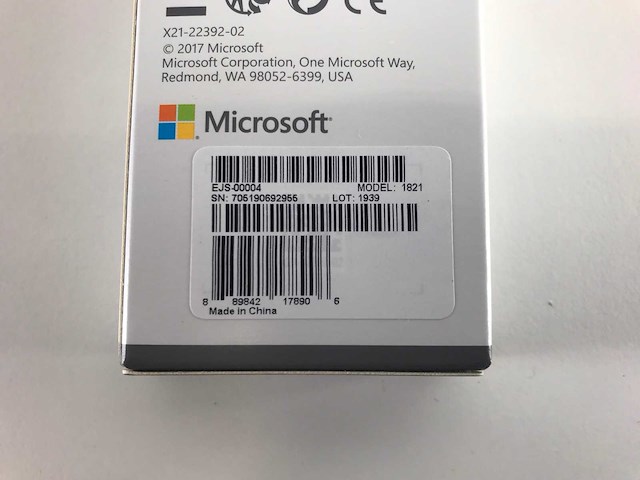 X21-22392-02
© 2017 Microsoft
Microsoft Corporation, One Microsoft Way,
Redmond, WA 98052-6399, USA
Microsoft
EJS-00004 MODEL: 1821
SN: 705190692955 LOT: 1939
8 89842 17890 6
Made in China